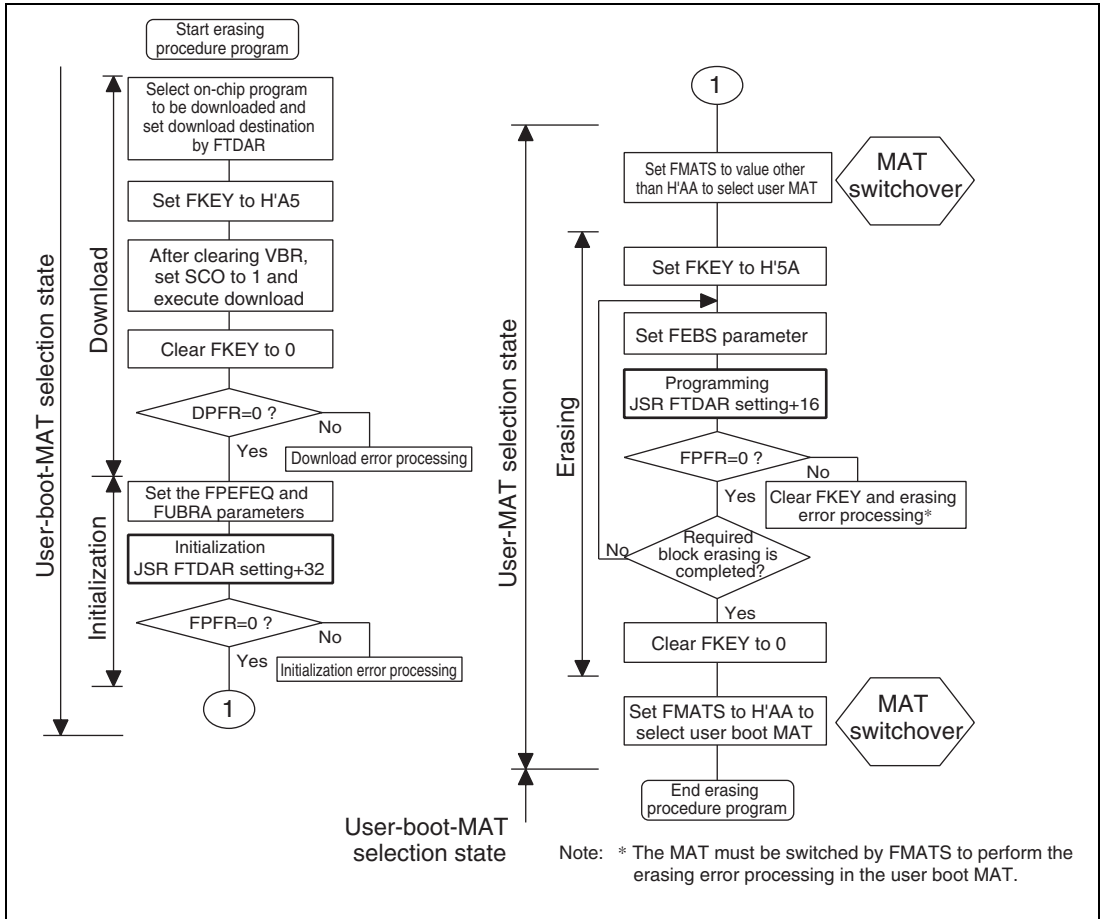 Start erasing
procedure program
User-boot-MAT selection state
Download
Select on-chip program
to be downloaded and
set download destination
by FTDAR
Set FKEY to H'A5
After clearing VBR,
set SCO to 1 and
execute download
Clear FKEY to 0
DPFR=0 ?
No
Yes
Download error processing
Initialization
Set the FPEFEQ and
FUBRA parameters
Initialization
JSR FTDAR setting+32
FPFR=0 ?
No
Yes
Initialization error processing
1
1
User-MAT selection state
Set FMATS to value other
than H'AA to select user MAT
MAT
switchover
Erasing
Set FKEY to H'5A
Set FEBS parameter
Programming
JSR FTDAR setting+16
FPFR=0 ?
No
Yes
Clear FKEY and erasing
error processing*
Required
block erasing is
completed?
No
Yes
Clear FKEY to 0
Set FMATS to H'AA to
select user boot MAT
MAT
switchover
End erasing
procedure program
User-boot-MAT
selection state
Note: * The MAT must be switched by FMATS to perform the
erasing error processing in the user boot MAT.